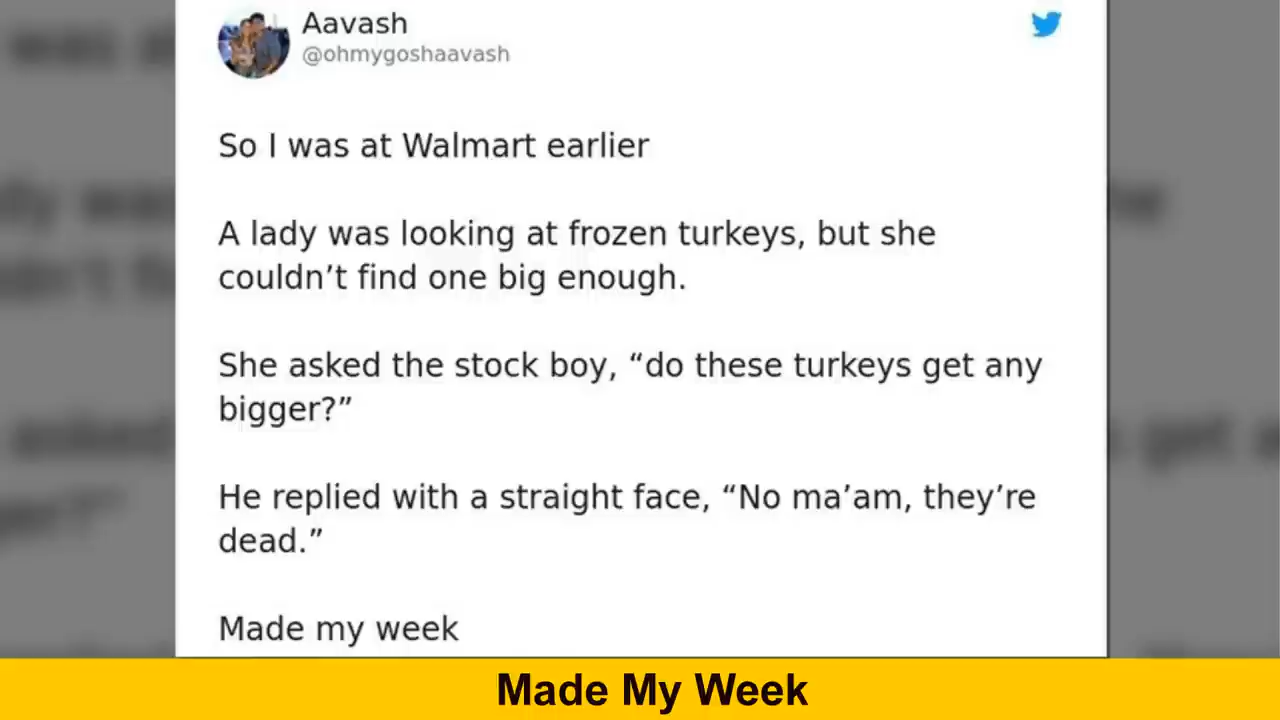 Aavash
@ohmygoshaavash
So I was at Walmart earlier
A lady was looking at frozen turkeys, but she
couldn’t find one big enough.
She asked the stock boy, “do these turkeys get any
bigger?”
He replied with a straight face, “No ma’am, they’re
dead.”
Made my week
Made My Week